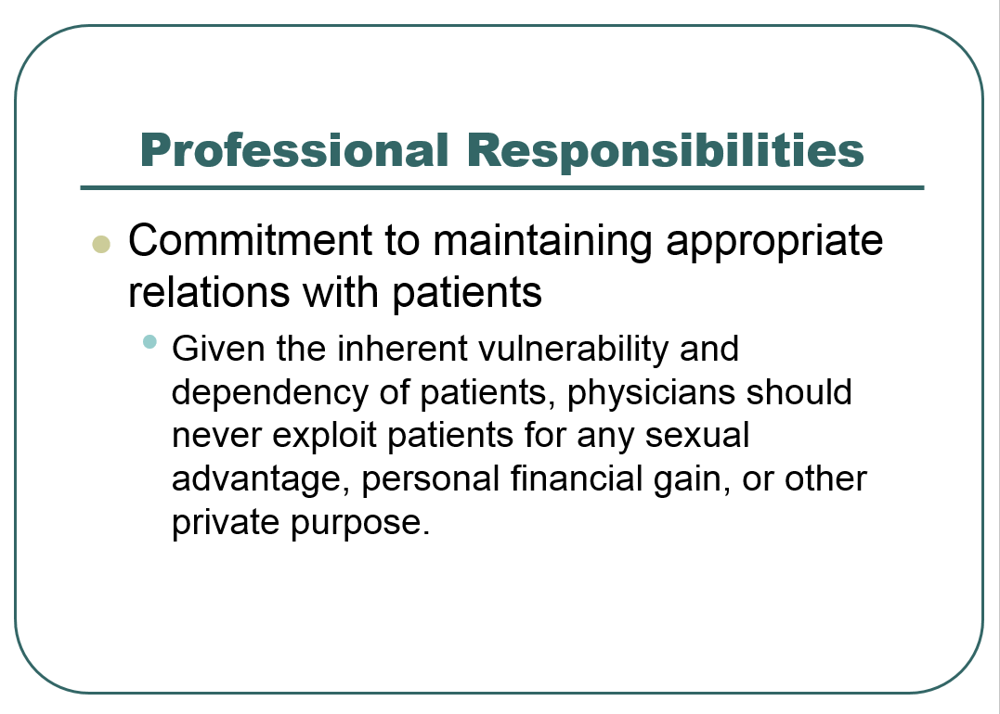 Professional Responsibilities
Commitment to maintaining appropriate
relations with patients
Given the inherent vulnerability and
dependency of patients, physicians should
never exploit patients for any sexual
advantage, personal financial gain, or other
private purpose.